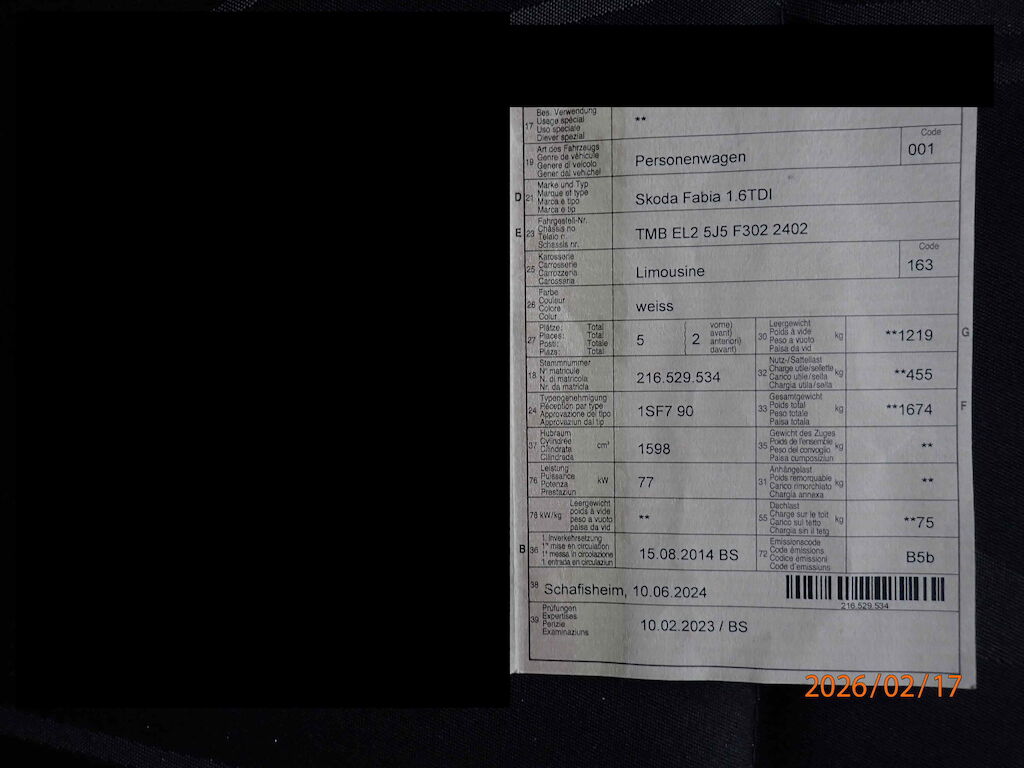 17 Bes. Verwendung
Usage spécial
Uso speciale
Diever spezial
**
19 Art des Fahrzeugs
Genre de véhicule
Genere di veicolo
Gener dal vehichel
Personenwagen
Code
001
D 21 Marke und Typ
Marque et type
Marca e tipo
Marca e tip
Skoda Fabia 1.6TDI
E 23 Fahrgestell-Nr.
Châssis no
Telaio n.
Schassis nr.
TMB EL2 5J5 F302 2402
25 Karosserie
Carrosserie
Carrozzeria
Carossaria
Limousine
Code
163
26 Farbe
Couleur
Colore
Colur
weiss
27 Plätze: Total
Places: Total
Posti: Totale
Plazs: Total
5
2
vorne)
avant)
anteriori)
davant)
30 Leergewicht
Poids à vide
Peso a vuoto
Paisa da vid
kg
**1219
G
18 Stammnummer
N° matricule
N. di matricola
Nr. da matricla
216.529.534
32 Nutz-/Sattellast
Charge utile/sellette
Carico utile/sella
Chargia utila/sella
kg
**455
24 Typengenehmigung
Réception par type
Approvazione del tipo
Approvaziun dal tip
1SF7 90
33 Gesamtgewicht
Poids total
Peso totale
Paisa totala
kg
**1674
F
37 Hubraum
Cylindrée
Cilindrata
Cilindrada
cm³
1598
35 Gewicht des Zuges
Poids de l'ensemble
Peso del convoglio
Paisa cumposiziun
kg
**
76 Leistung
Puissance
Potenza
Prestaziun
kW
77
31 Anhängelast
Poids remorquable
Carico rimorchiato
Chargia annexa
kg
**
78 kW/kg
Leergewicht
poids à vide
peso a vuoto
paisa da vid
**
55 Dachlast
Charge sur le toit
Carico sul tetto
Chargia sin il tetg
kg
**75
B 36 1. Inverkehrsetzung
1re mise en circulation
1a messa in circolazione
1. entrada en circulaziun
15.08.2014 BS
72 Emissionscode
Code émissions
Codice emissioni
Code d'emissiuns
B5b
38 Schafisheim, 10.06.2024
216.529.534
39 Prüfungen
Expertises
Perizie
Examinaziuns
10.02.2023 / BS
2026/02/17